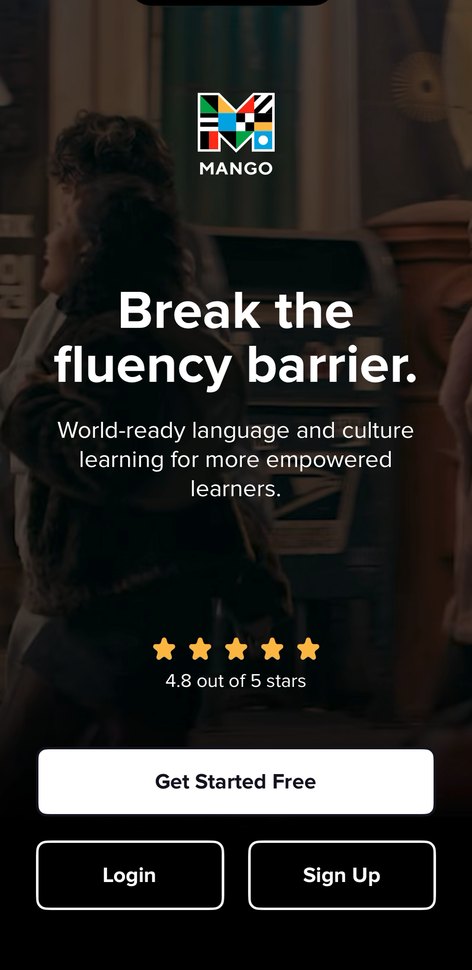 MANGO
Break the
fluency barrier.
World-ready language and culture
learning for more empowered
learners.
4.8 out of 5 stars
Get Started Free
Login
Sign Up